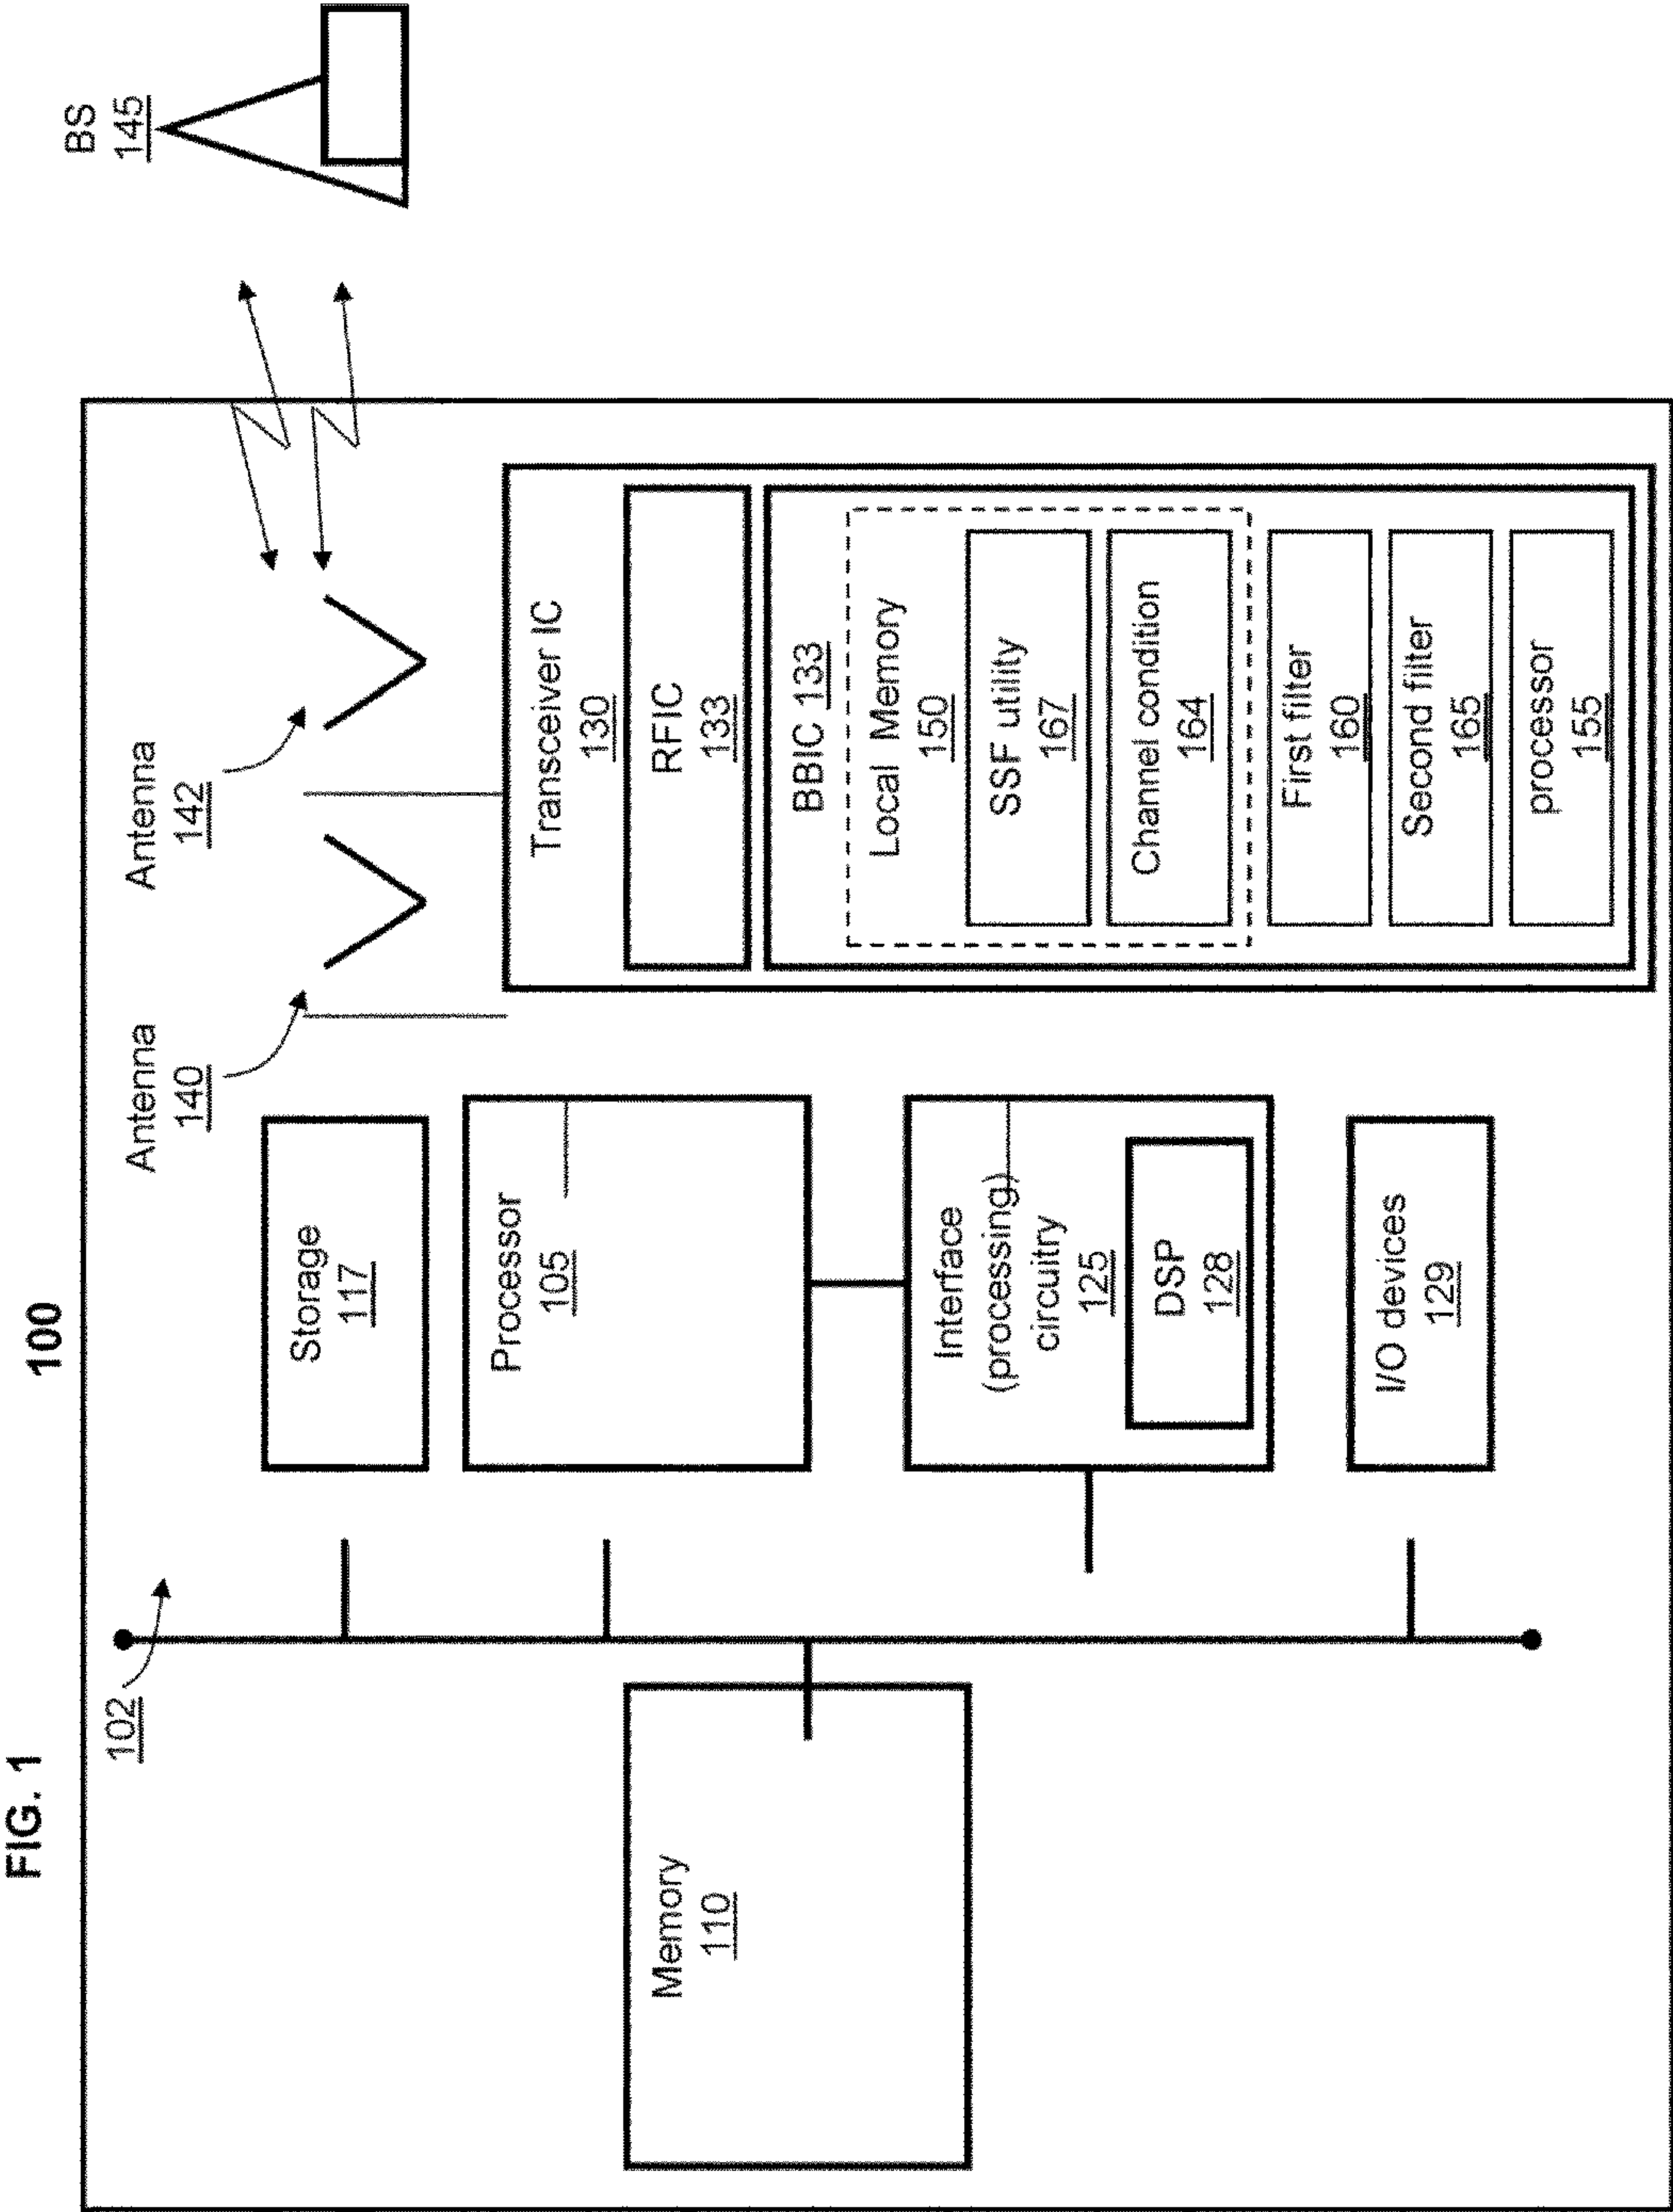 FIG. 1
100
102
Memory
110
Storage
117
Processor
105
Interface
(processing)
circuitry
125
DSP
128
I/O devices
129
Antenna
140
Antenna
142
BS
145
Transceiver IC
130
RFIC
133
BBIC 133
Local Memory
150
SSF utility
167
Channel condition
164
First filter
160
Second filter
165
processor
155